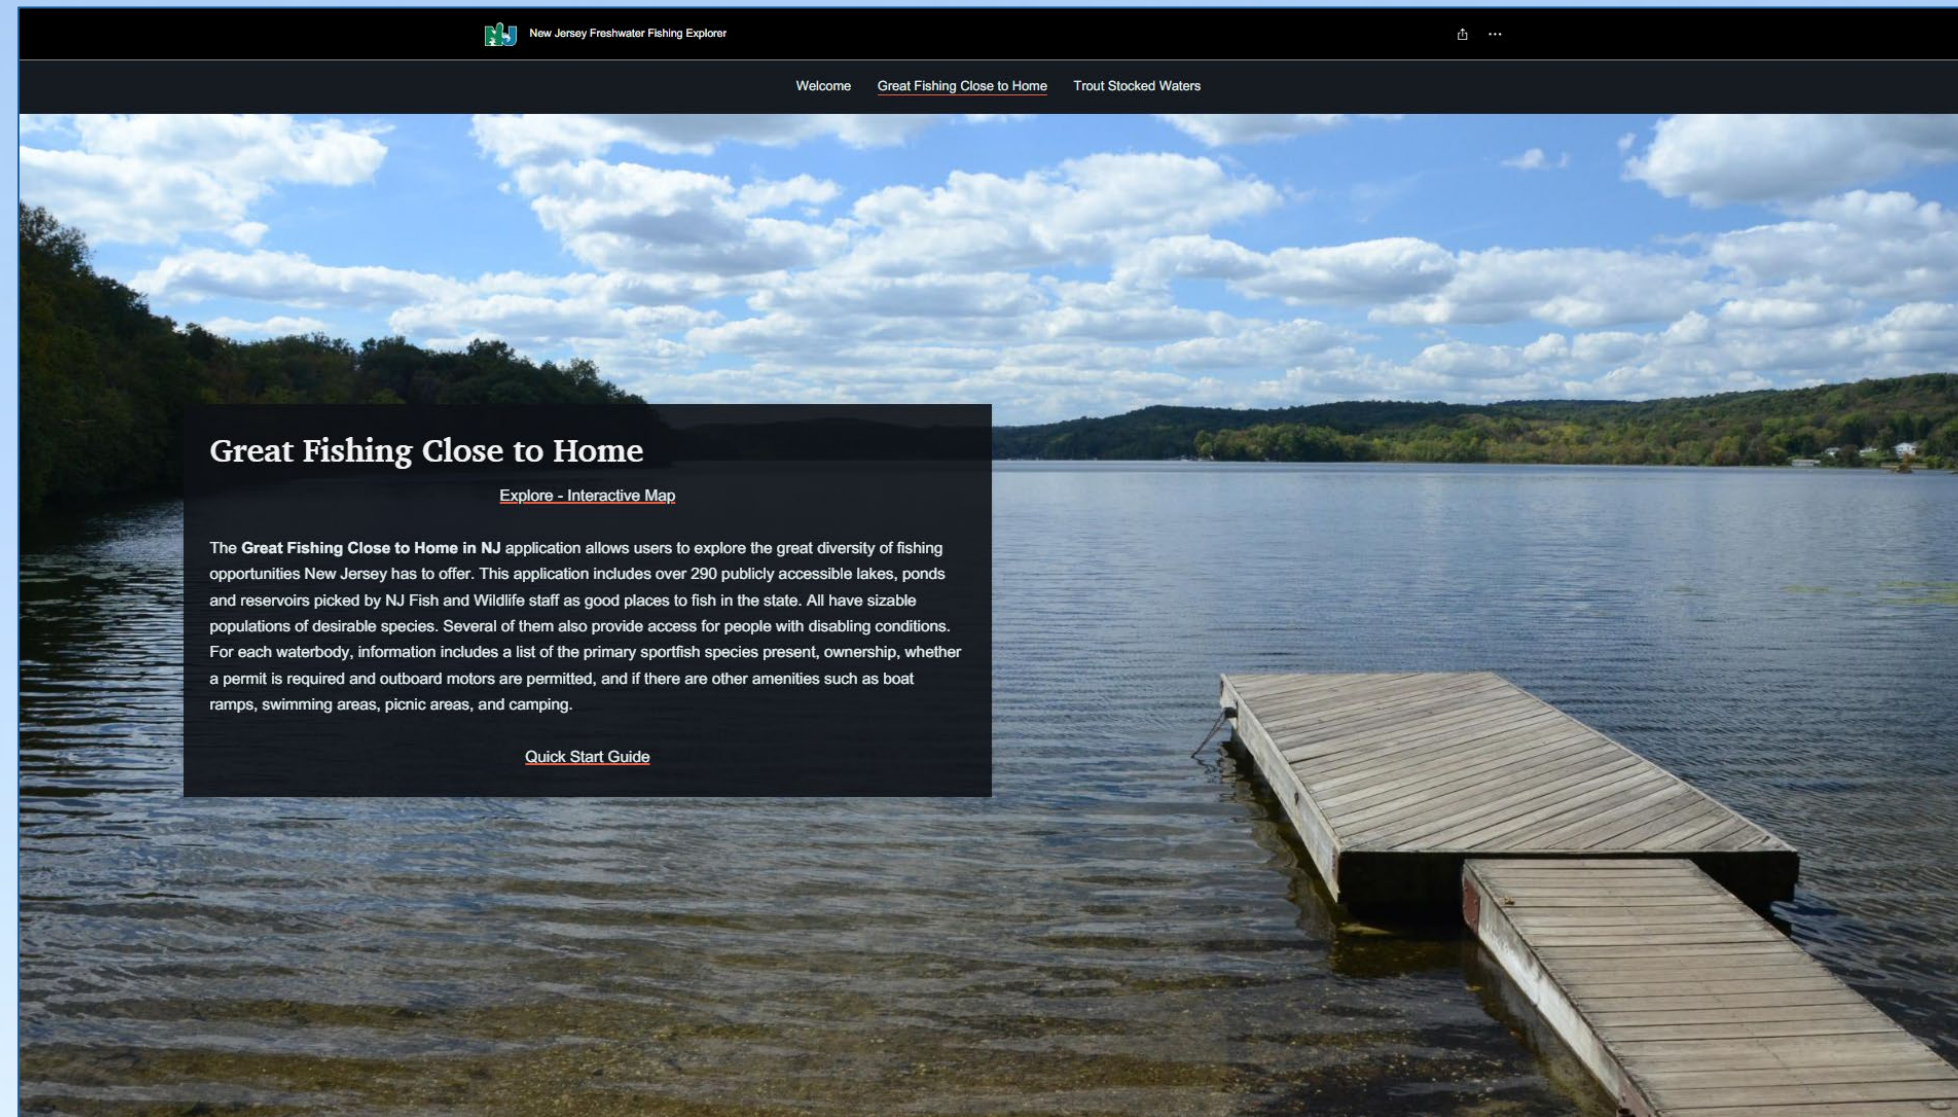 New Jersey Freshwater Fishing Explorer
Welcome Great Fishing Close to Home Trout Stocked Waters
Great Fishing Close to Home
Explore - Interactive Map
The Great Fishing Close to Home in NJ application allows users to explore the great diversity of fishing
opportunities New Jersey has to offer. This application includes over 290 publicly accessible lakes, ponds
and reservoirs picked by NJ Fish and Wildlife staff as good places to fish in the state. All have sizable
populations of desirable species. Several of them also provide access for people with disabling conditions.
For each waterbody, information includes a list of the primary sportfish species present, ownership, whether
a permit is required and outboard motors are permitted, and if there are other amenities such as boat
ramps, swimming areas, picnic areas, and camping.
Quick Start Guide